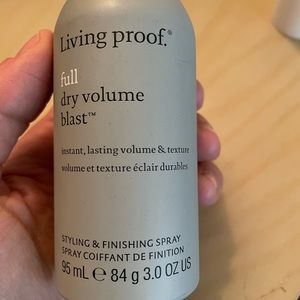 Living proof.®
full
dry volume
blast™
instant, lasting volume & texture
volume et texture éclair durables
STYLING & FINISHING SPRAY
SPRAY COIFFANT DE FINITION
95 mL ℮ 84 g 3.0 OZ US